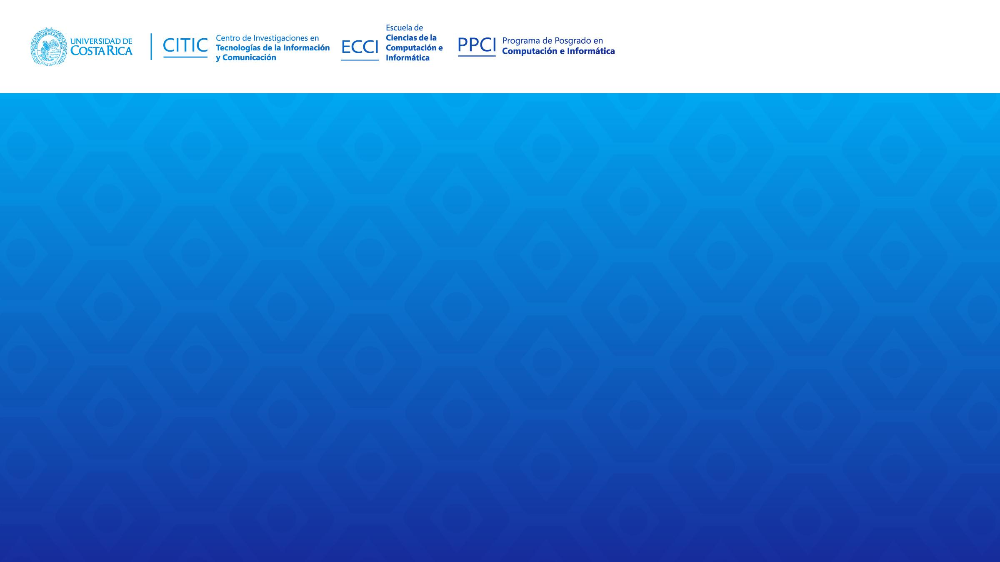 UNIVERSIDAD DE
COSTA RICA
CITIC
Centro de Investigaciones en
Tecnologías de la Información
y Comunicación
ECCI
Escuela de
Ciencias de la
Computación e
Informática
PPCI
Programa de Posgrado en
Computación e Informática